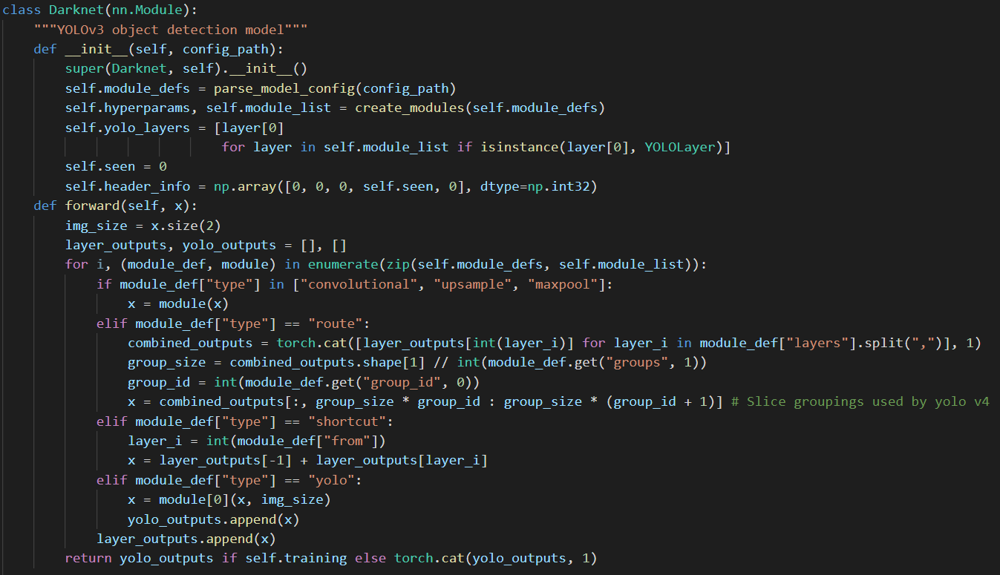 class Darknet(nn.Module):
    """YOLOv3 object detection model"""
    def __init__(self, config_path):
        super(Darknet, self).__init__()
        self.module_defs = parse_model_config(config_path)
        self.hyperparams, self.module_list = create_modules(self.module_defs)
        self.yolo_layers = [layer[0]
                            for layer in self.module_list if isinstance(layer[0], YOLOLayer)]
        self.seen = 0
        self.header_info = np.array([0, 0, 0, self.seen, 0], dtype=np.int32)
    def forward(self, x):
        img_size = x.size(2)
        layer_outputs, yolo_outputs = [], []
        for i, (module_def, module) in enumerate(zip(self.module_defs, self.module_list)):
            if module_def["type"] in ["convolutional", "upsample", "maxpool"]:
                x = module(x)
            elif module_def["type"] == "route":
                combined_outputs = torch.cat([layer_outputs[int(layer_i)] for layer_i in module_def["layers"].split(",")], 1)
                group_size = combined_outputs.shape[1] // int(module_def.get("groups", 1))
                group_id = int(module_def.get("group_id", 0))
                x = combined_outputs[:, group_size * group_id : group_size * (group_id + 1)] # Slice groupings used by yolo v4
            elif module_def["type"] == "shortcut":
                layer_i = int(module_def["from"])
                x = layer_outputs[-1] + layer_outputs[layer_i]
            elif module_def["type"] == "yolo":
                x = module[0](x, img_size)
                yolo_outputs.append(x)
            layer_outputs.append(x)
        return yolo_outputs if self.training else torch.cat(yolo_outputs, 1)